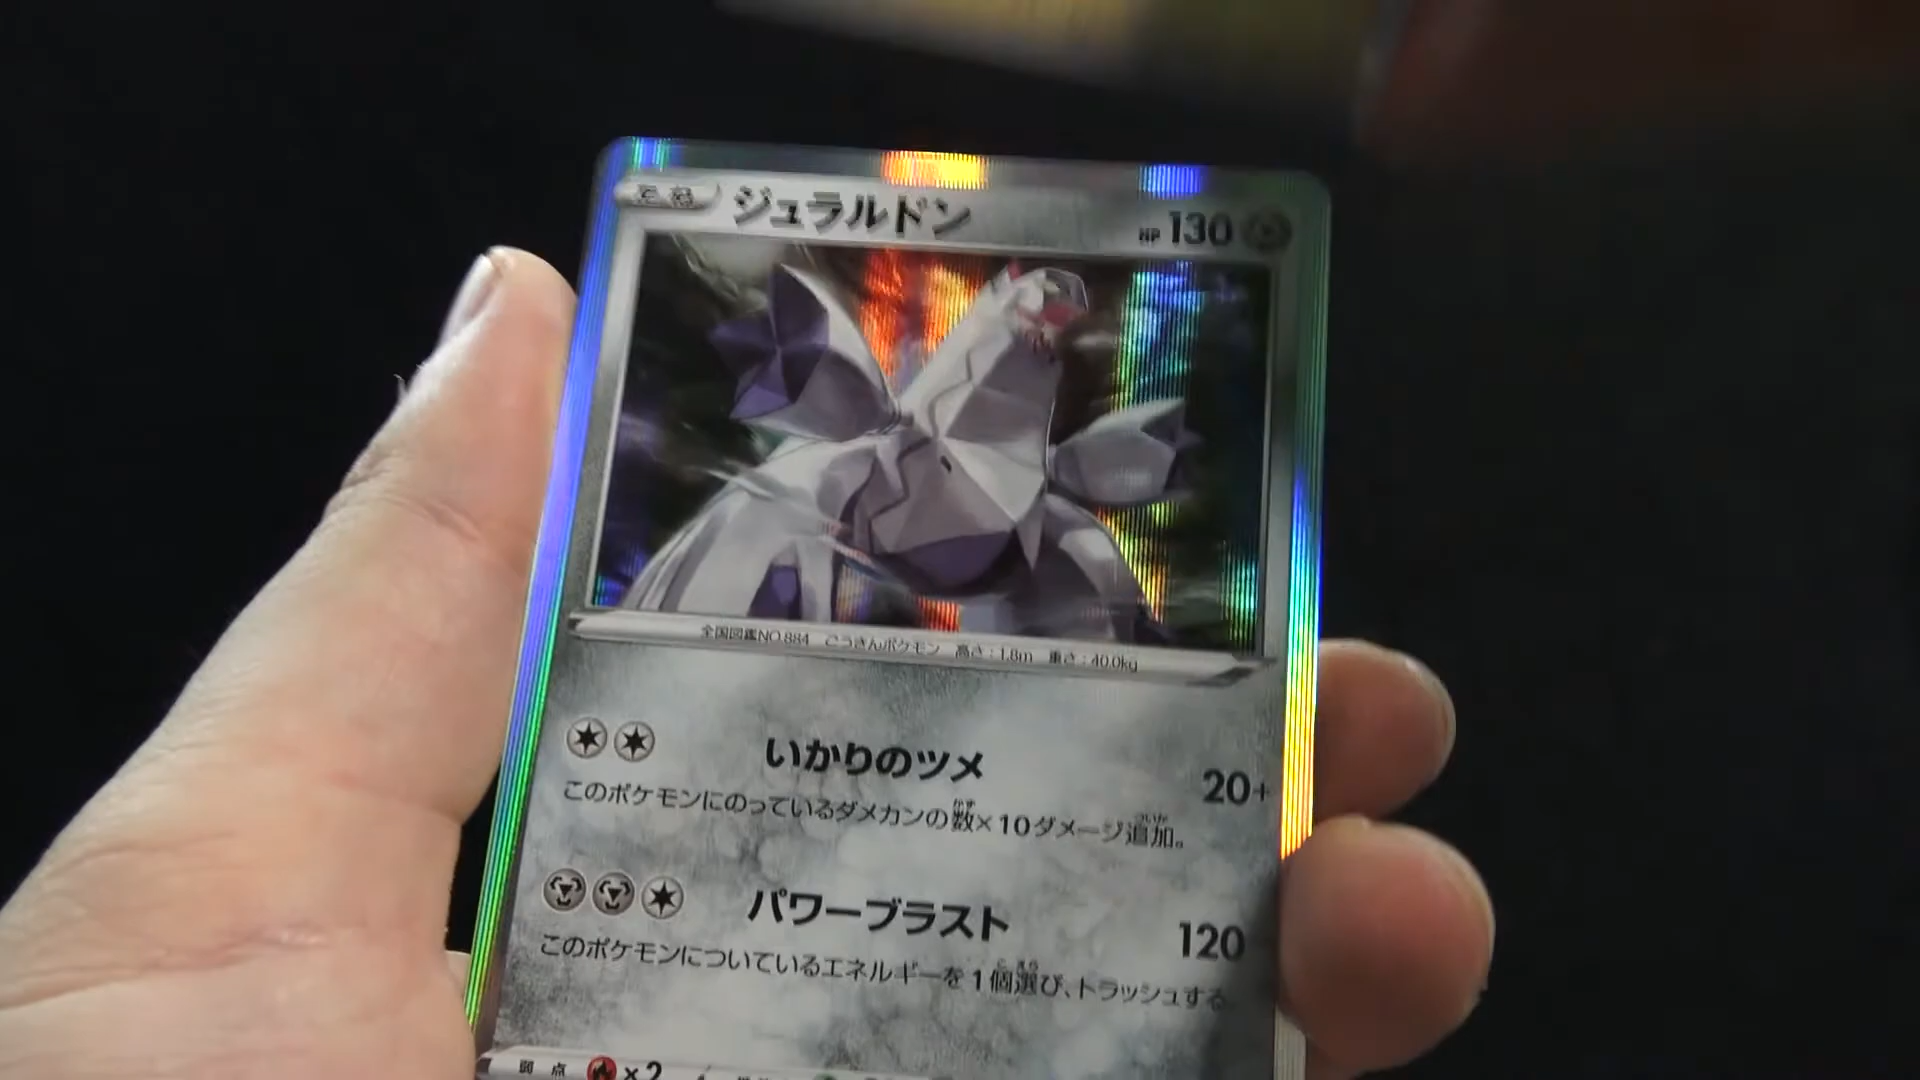 ジュラルドン HP 130
全国図鑑NO.884 ごうきんポケモン 高さ:1.8m 重さ:40.0kg
いかりのツメ 20+
このポケモンにのっているダメカンの数×10ダメージ追加。
パワーブラスト 120
このポケモンについているエネルギーを1個選び、トラッシュする
弱点 ×2